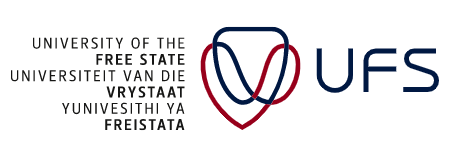 UNIVERSITY OF THE
FREE STATE
UNIVERSITEIT VAN DIE
VRYSTAAT
YUNIVESITHI YA
FREISTATA
UFS